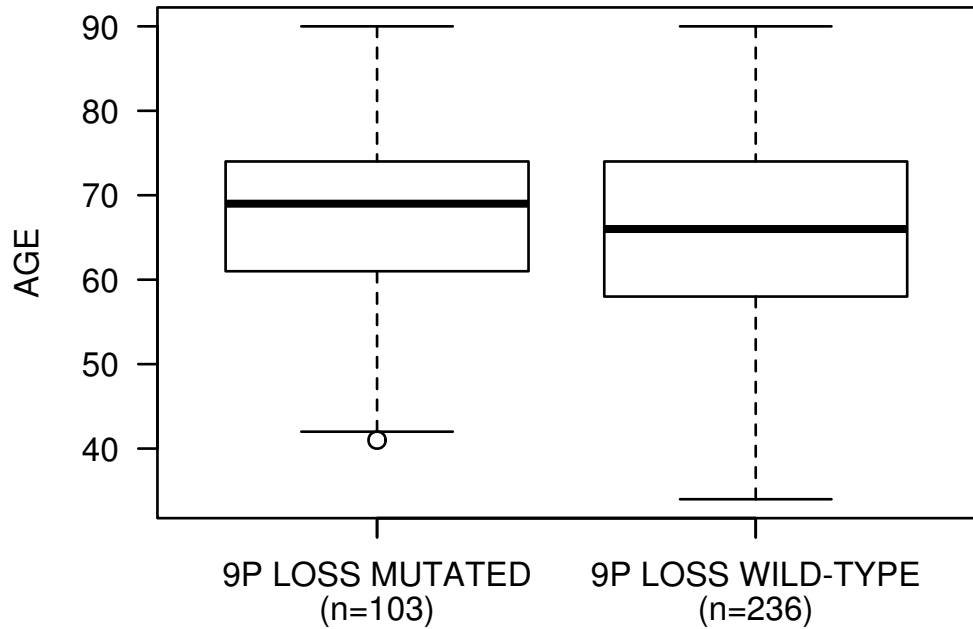 90
80
70
60
50
40
AGE
9P LOSS MUTATED
(n=103)
9P LOSS WILD-TYPE
(n=236)